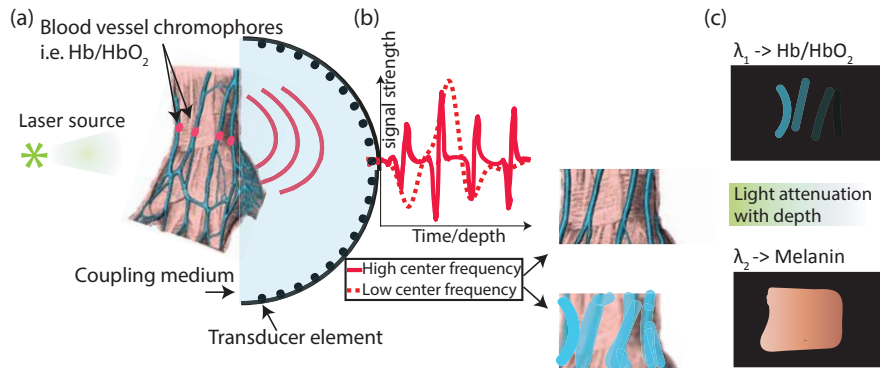 (a)
Blood vessel chromophores
i.e. Hb/HbO₂
Laser source
Coupling medium
Transducer element
(b)
signal strength
Time/depth
High center frequency
Low center frequency
(c)
λ₁ -> Hb/HbO₂
Light attenuation
with depth
λ₂ -> Melanin